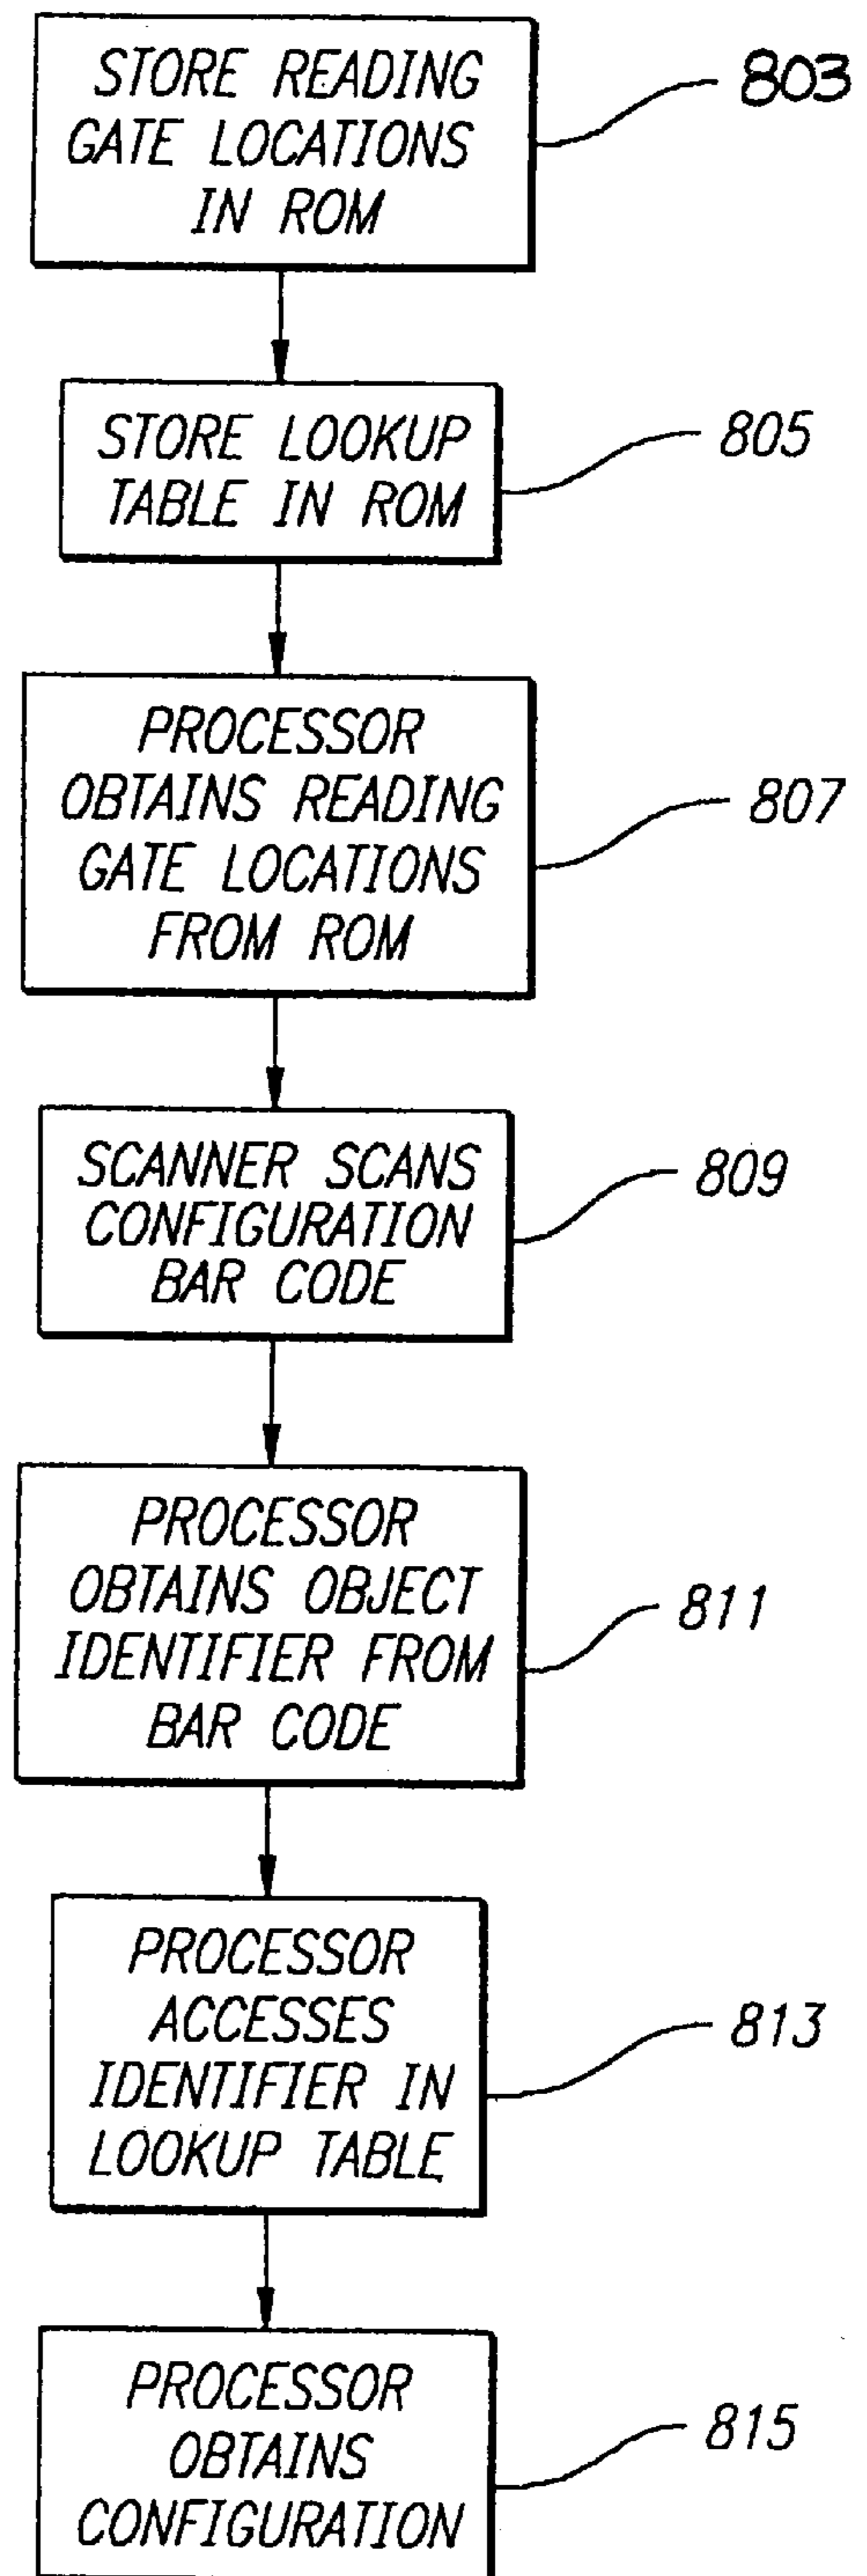 STORE READING
GATE LOCATIONS
IN ROM
803
STORE LOOKUP
TABLE IN ROM
805
PROCESSOR
OBTAINS READING
GATE LOCATIONS
FROM ROM
807
SCANNER SCANS
CONFIGURATION
BAR CODE
809
PROCESSOR
OBTAINS OBJECT
IDENTIFIER FROM
BAR CODE
811
PROCESSOR
ACCESSES
IDENTIFIER IN
LOOKUP TABLE
813
PROCESSOR
OBTAINS
CONFIGURATION
815